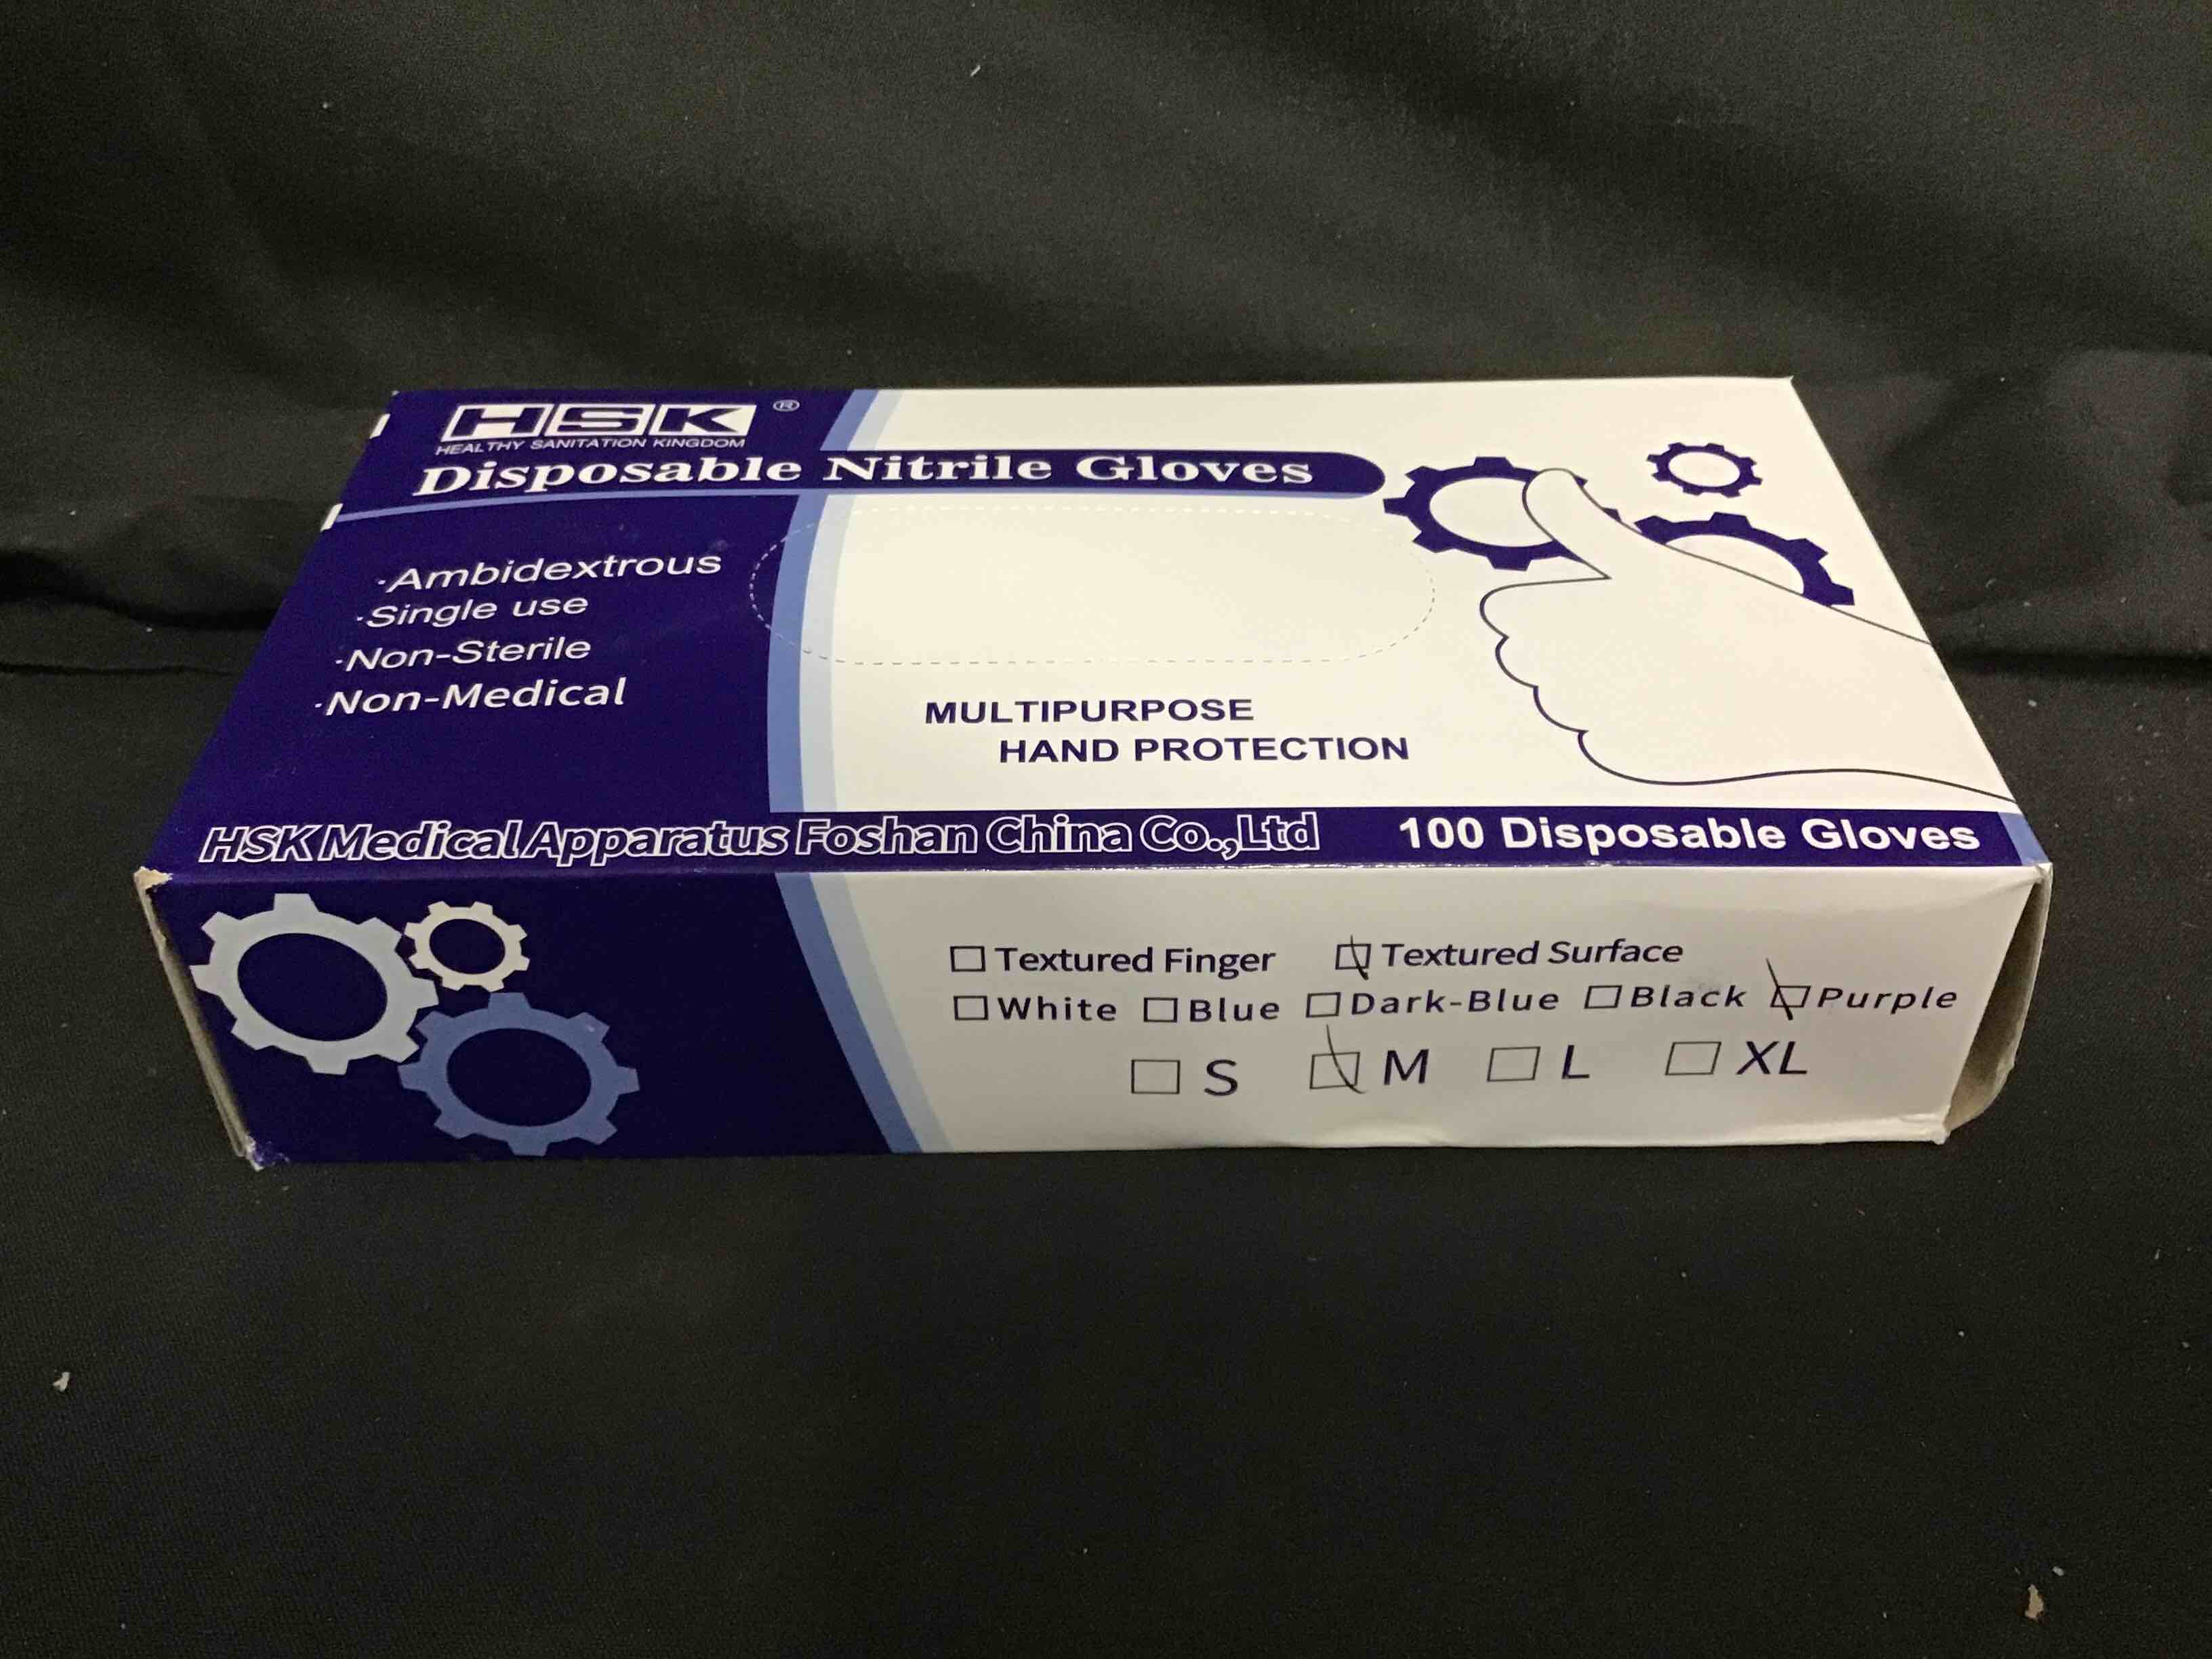 HSK ®
HEALTHY SANITATION KINGDOM
Disposable Nitrile Gloves
·Ambidextrous
·Single use
·Non-Sterile
·Non-Medical
MULTIPURPOSE
HAND PROTECTION
HSK Medical Apparatus Foshan China Co.,Ltd 100 Disposable Gloves
Textured Finger Textured Surface
White Blue Dark-Blue Black Purple
S M L XL